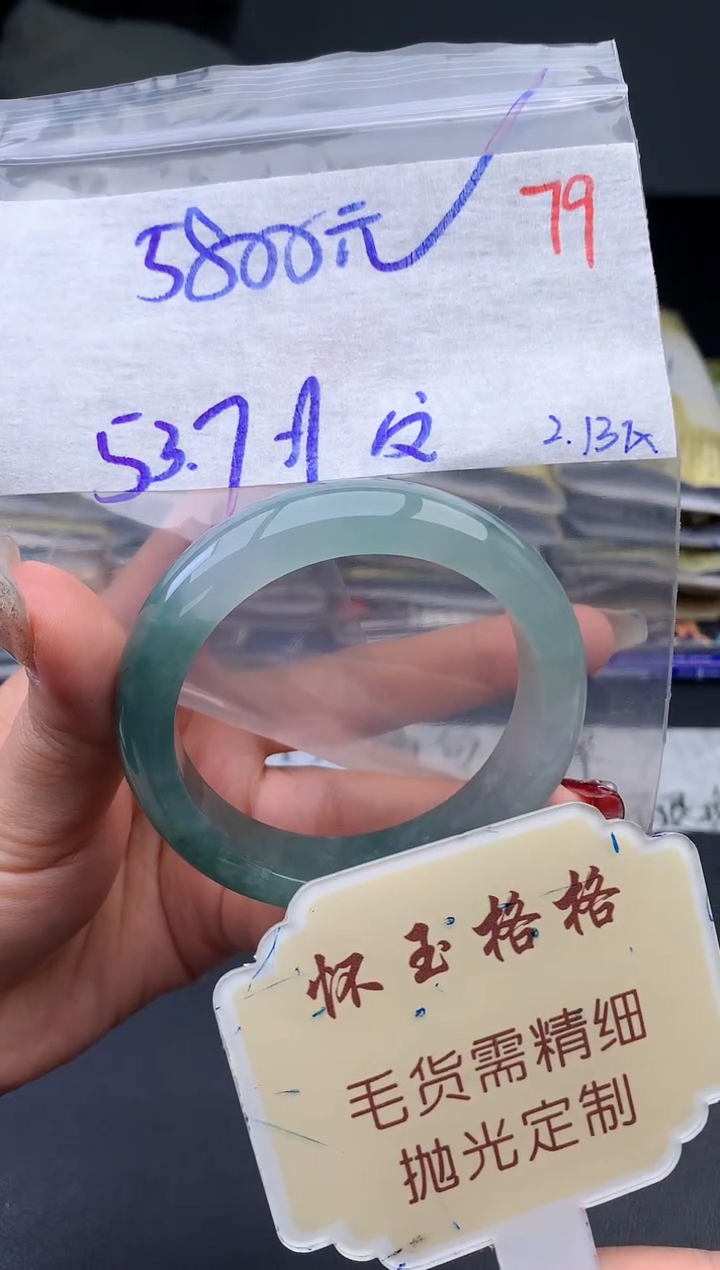 5800元
79
53.7
2.13
怀玉格格
毛货需精细
抛光定制